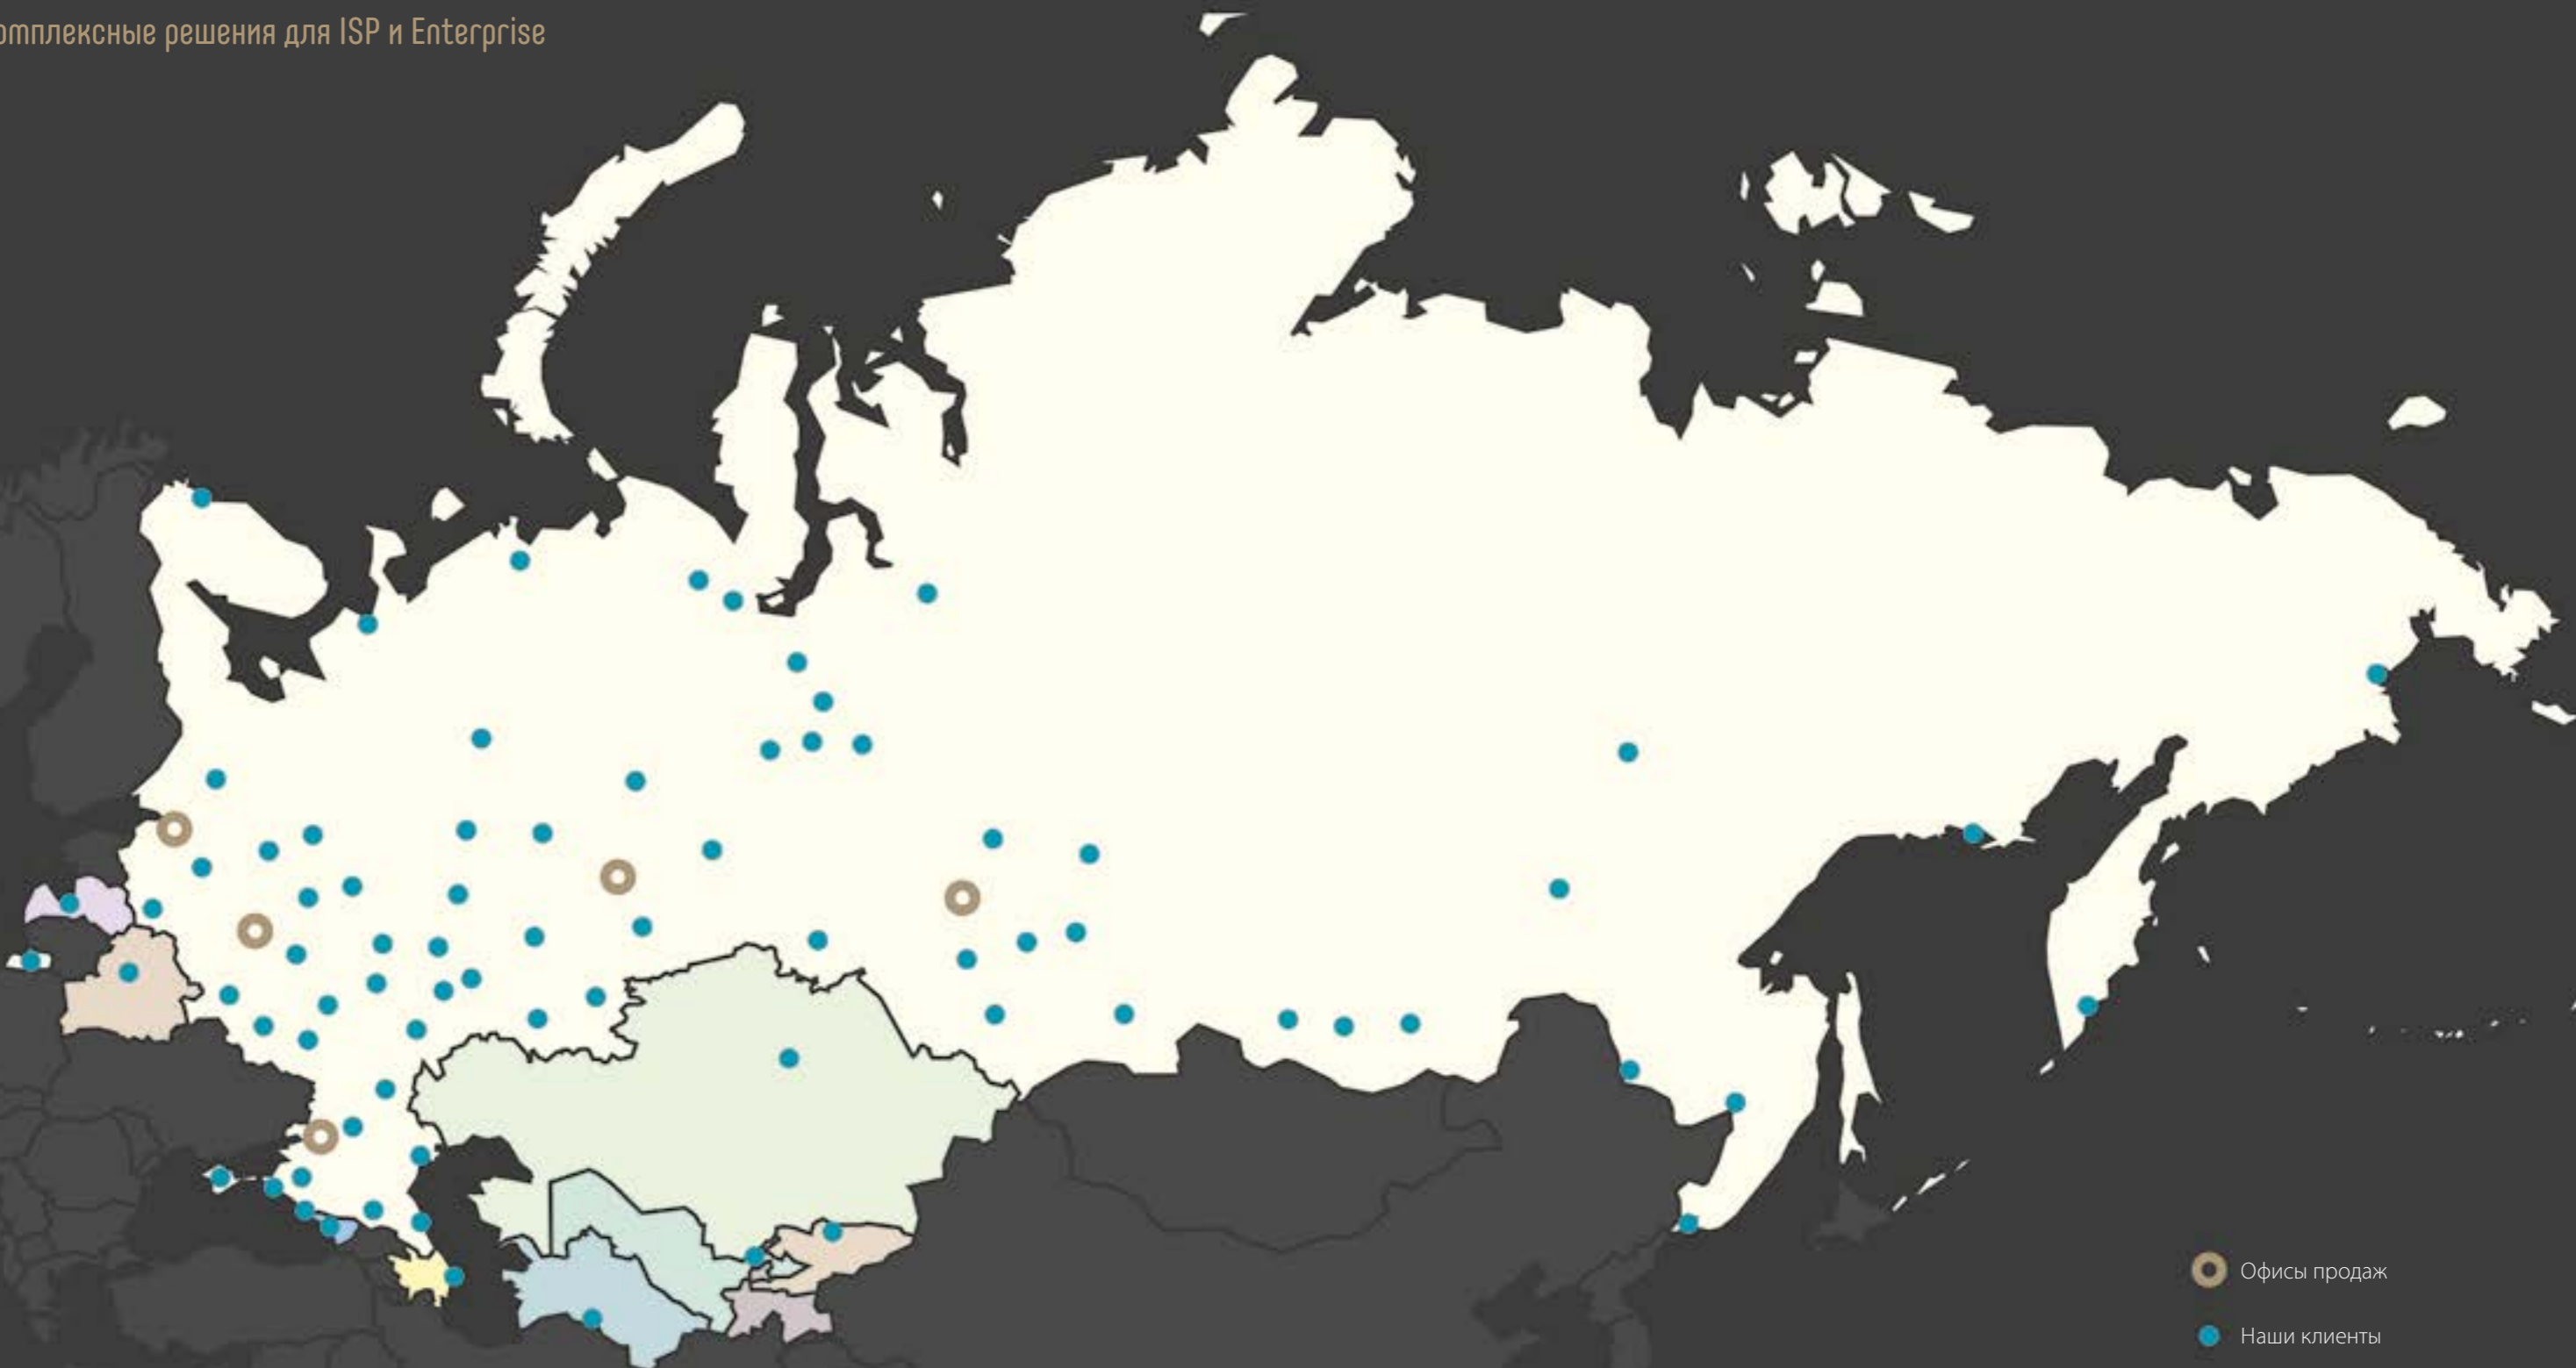 омплексные решения для ISP и Enterprise
Офисы продаж
Наши клиенты